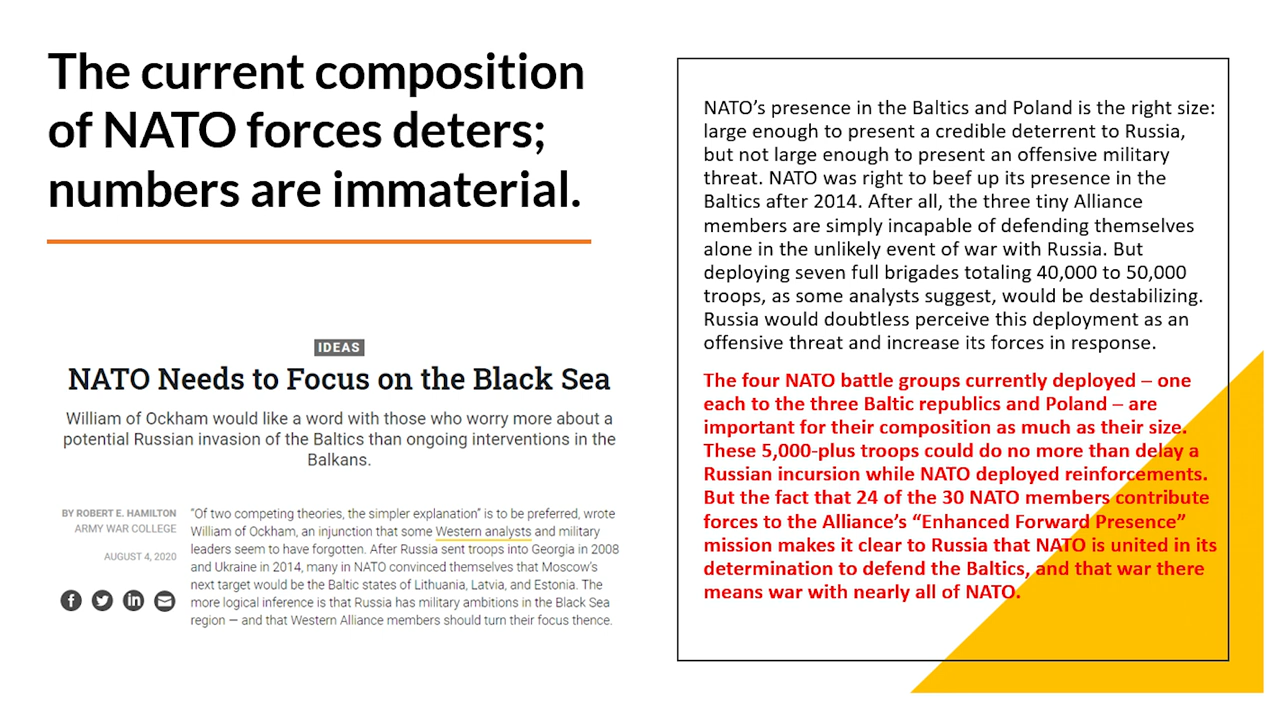 The current composition
of NATO forces deters;
numbers are immaterial.
IDEAS
NATO Needs to Focus on the Black Sea
William of Ockham would like a word with those who worry more about a
potential Russian invasion of the Baltics than ongoing interventions in the
Balkans.
BY ROBERT E. HAMILTON
ARMY WAR COLLEGE
AUGUST 4, 2020
"Of two competing theories, the simpler explanation" is to be preferred, wrote
William of Ockham, an injunction that some Western analysts and military
leaders seem to have forgotten. After Russia sent troops into Georgia in 2008
and Ukraine in 2014, many in NATO convinced themselves that Moscow's
next target would be the Baltic states of Lithuania, Latvia, and Estonia. The
more logical inference is that Russia has military ambitions in the Black Sea
region — and that Western Alliance members should turn their focus thence.
NATO's presence in the Baltics and Poland is the right size:
large enough to present a credible deterrent to Russia,
but not large enough to present an offensive military
threat. NATO was right to beef up its presence in the
Baltics after 2014. After all, the three tiny Alliance
members are simply incapable of defending themselves
alone in the unlikely event of war with Russia. But
deploying seven full brigades totaling 40,000 to 50,000
troops, as some analysts suggest, would be destabilizing.
Russia would doubtless perceive this deployment as an
offensive threat and increase its forces in response.
The four NATO battle groups currently deployed – one
each to the three Baltic republics and Poland – are
important for their composition as much as their size.
These 5,000-plus troops could do no more than delay a
Russian incursion while NATO deployed reinforcements.
But the fact that 24 of the 30 NATO members contribute
forces to the Alliance's "Enhanced Forward Presence"
mission makes it clear to Russia that NATO is united in its
determination to defend the Baltics, and that war there
means war with nearly all of NATO.